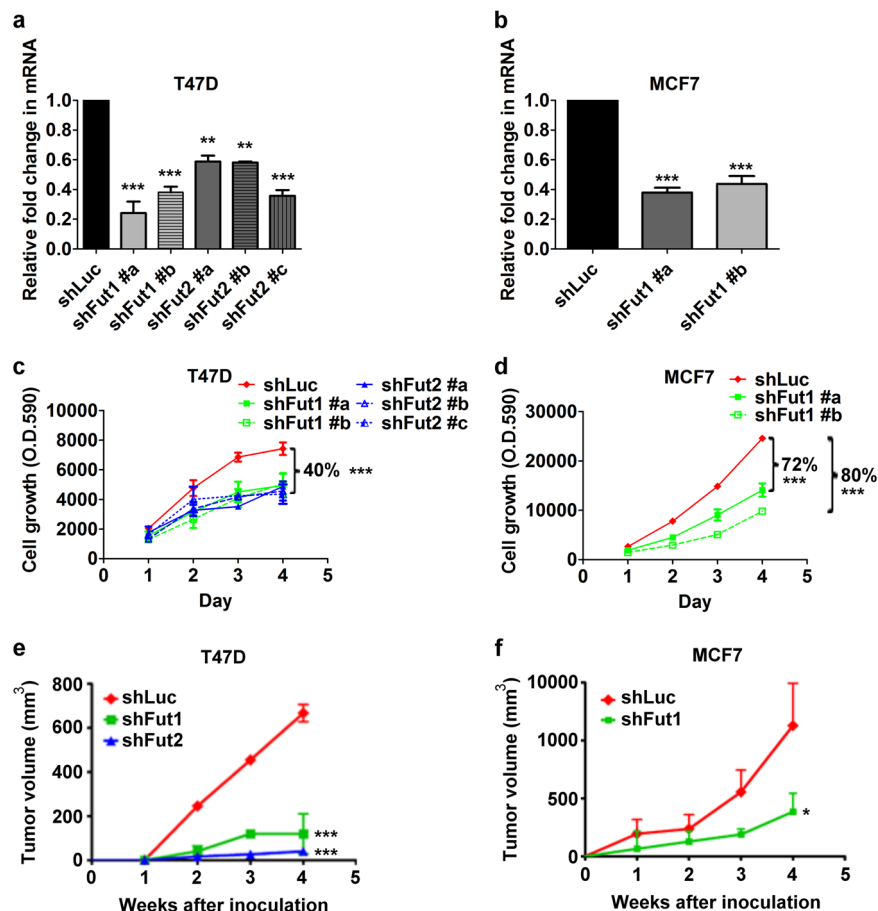 a
T47D
Relative fold change in mRNA
1.0
0.8
0.6
0.4
0.2
0.0
***
***
**
**
***
shLuc
shFut1 #a
shFut1 #b
shFut2 #a
shFut2 #b
shFut2 #c
b
MCF7
Relative fold change in mRNA
1.0
0.8
0.6
0.4
0.2
0.0
***
***
shLuc
shFut1 #a
shFut1 #b
c
T47D
shLuc
shFut1 #a
shFut1 #b
shFut2 #a
shFut2 #b
shFut2 #c
Cell growth (O.D.590)
10000
8000
6000
4000
2000
0
40% ***
0 1 2 3 4 5
Day
d
MCF7
shLuc
shFut1 #a
shFut1 #b
Cell growth (O.D.590)
30000
20000
10000
0
72%
***
80%
***
0 1 2 3 4 5
Day
e
T47D
shLuc
shFut1
shFut2
Tumor volume (mm3)
800
600
400
200
0
***
***
0 1 2 3 4 5
Weeks after inoculation
f
MCF7
shLuc
shFut1
Tumor volume (mm3)
10000
1000
500
0
*
0 1 2 3 4 5
Weeks after inoculation